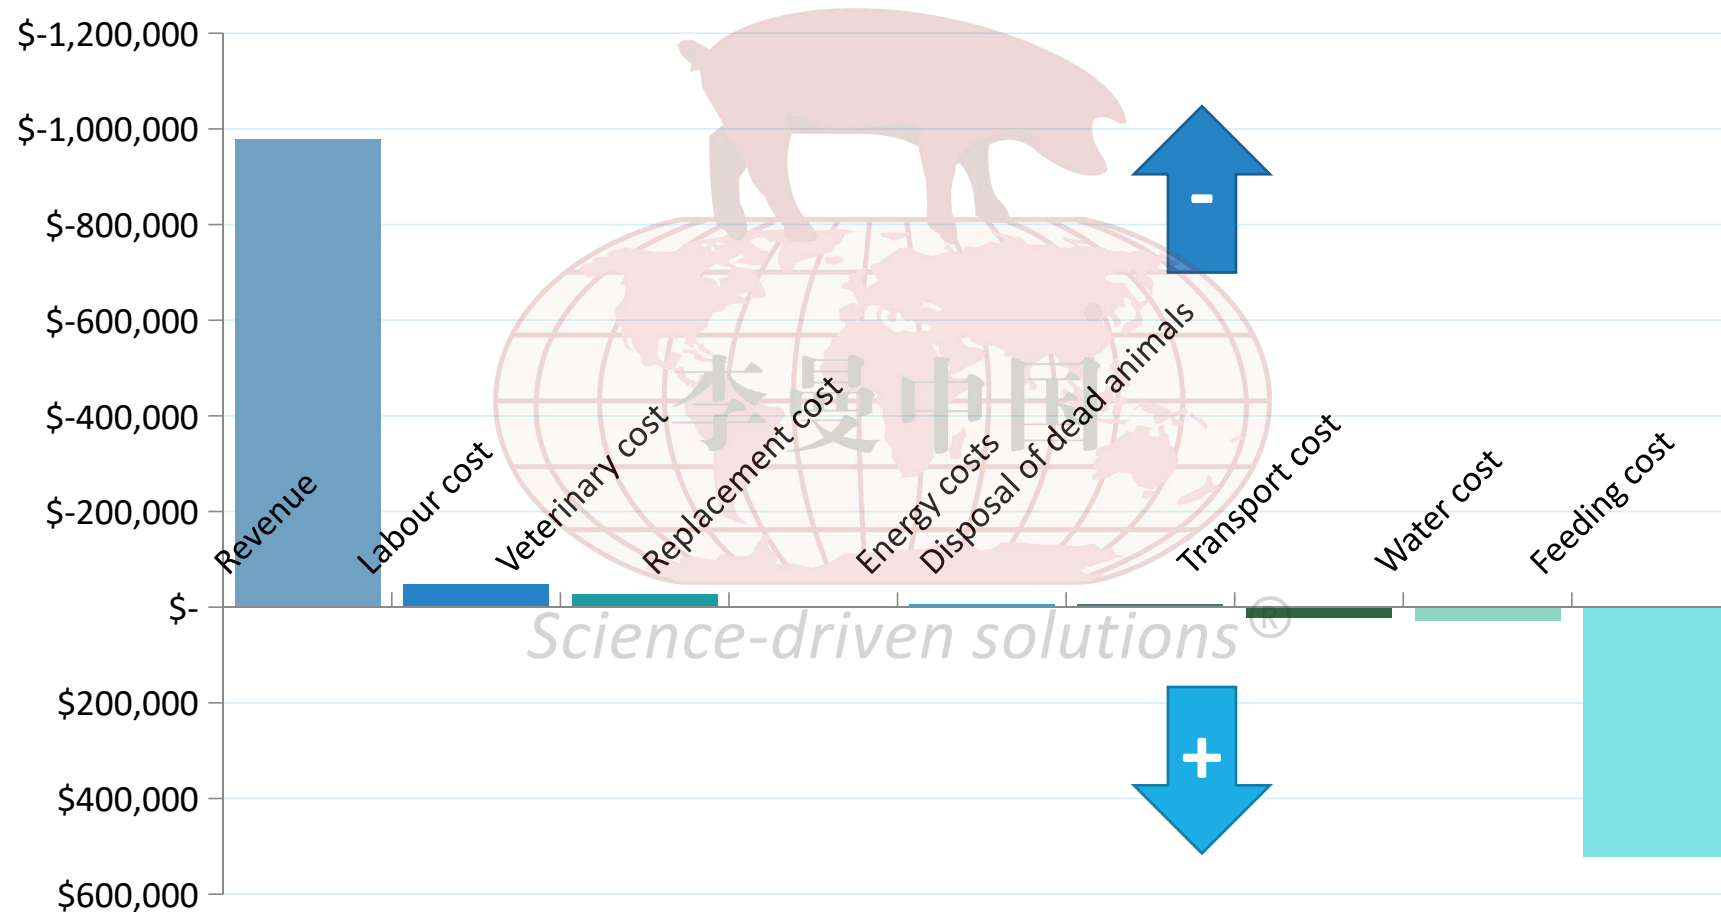 $-1,200,000
$-1,000,000
$-800,000
$-600,000
$-400,000
$-200,000
$-
$200,000
$400,000
$600,000
Revenue
Labour cost
Veterinary cost
Replacement cost
Energy costs
Disposal of dead animals
Transport cost
Water cost
Feeding cost
-
+
李曼中国
Science-driven solutions®